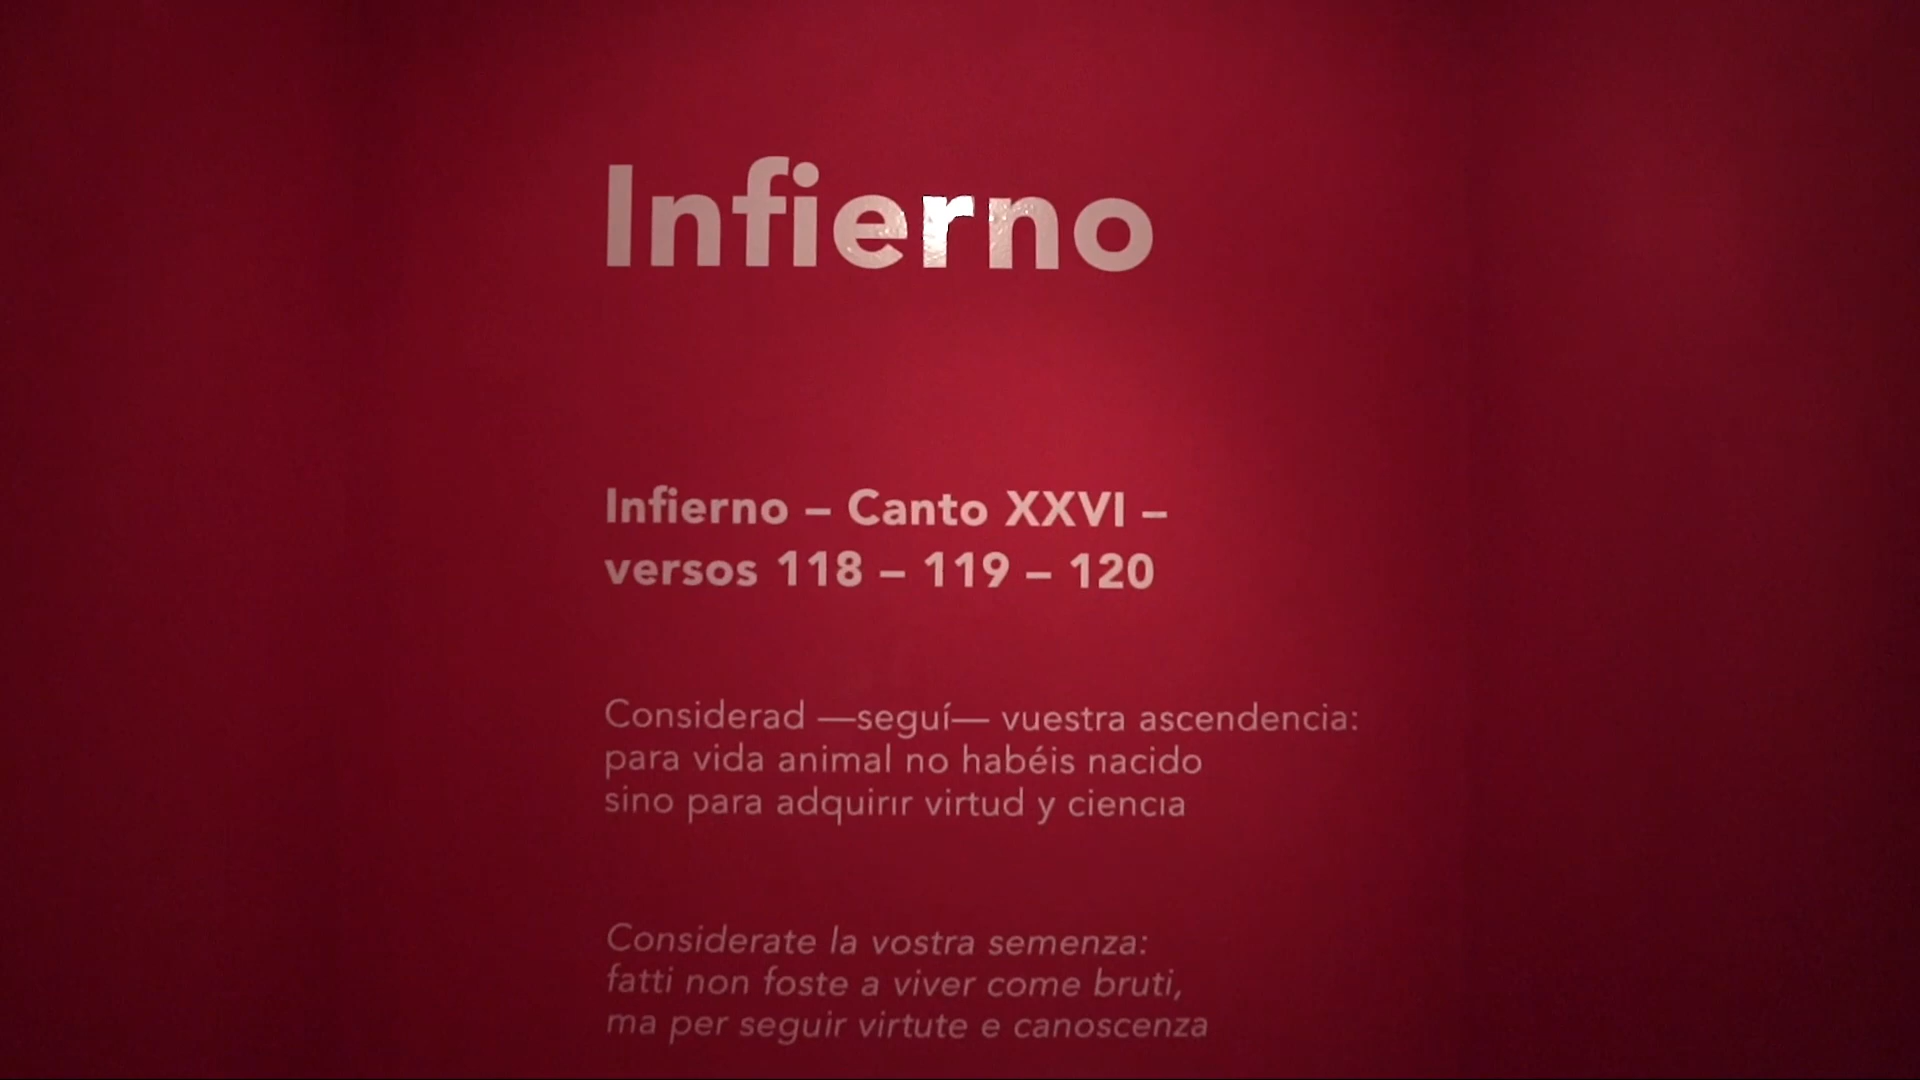 Infierno
Infierno – Canto XXVI –
versos 118 – 119 – 120
Considerad —seguí— vuestra ascendencia:
para vida animal no habéis nacido
sino para adquirir virtud y ciencia
Considerate la vostra semenza:
fatti non foste a viver come bruti,
ma per seguir virtute e canoscenza